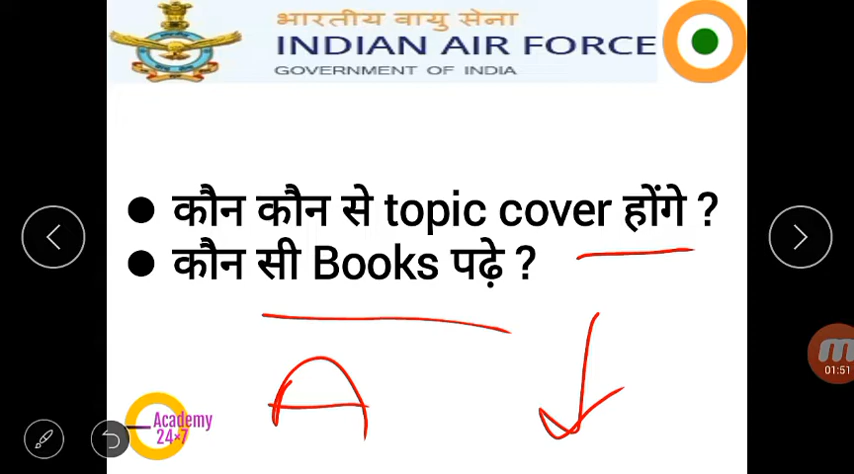 भारतीय वायु सेना
INDIAN AIR FORCE
GOVERNMENT OF INDIA
● कौन कौन से topic cover होंगे ?
● कौन सी Books पढ़े ?
A
Academy
24×7
01:51